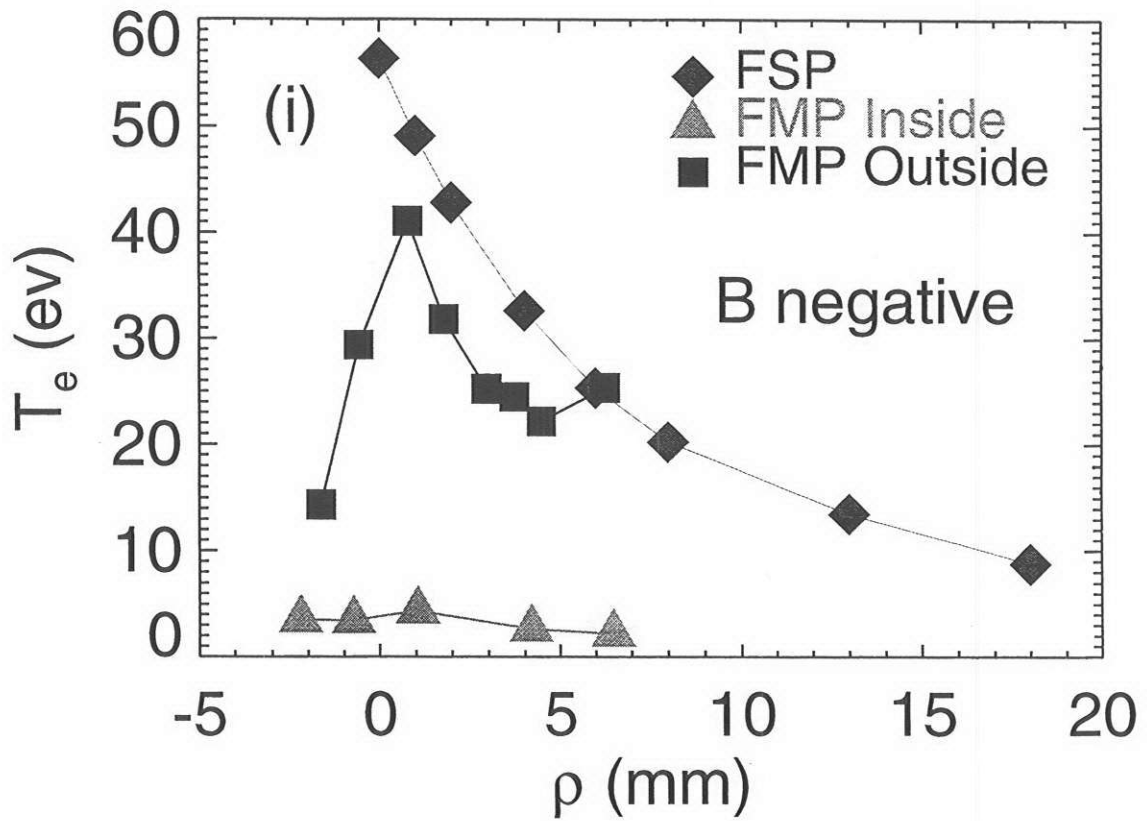 (i)
FSP
FMP Inside
FMP Outside
B negative
T e (ev)
60
50
40
30
20
10
0
-5 0 5 10 15 20
ρ (mm)